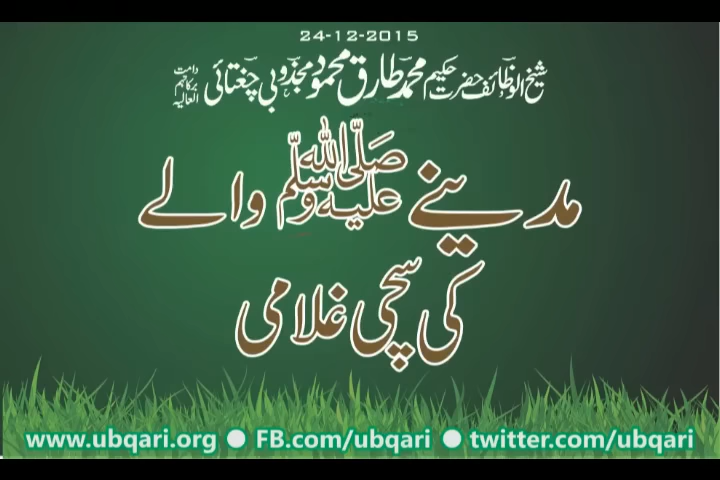 24-12-2015
شیخ الوظائف حضرت حکیم محمد طارق محمود مجذوبی چغتائی دامت برکاتہم العالیہ
مدینے صلی اللہ علیہ وسلم والے
کی سچی غلامی
www.ubqari.org ● FB.com/ubqari ● twitter.com/ubqari